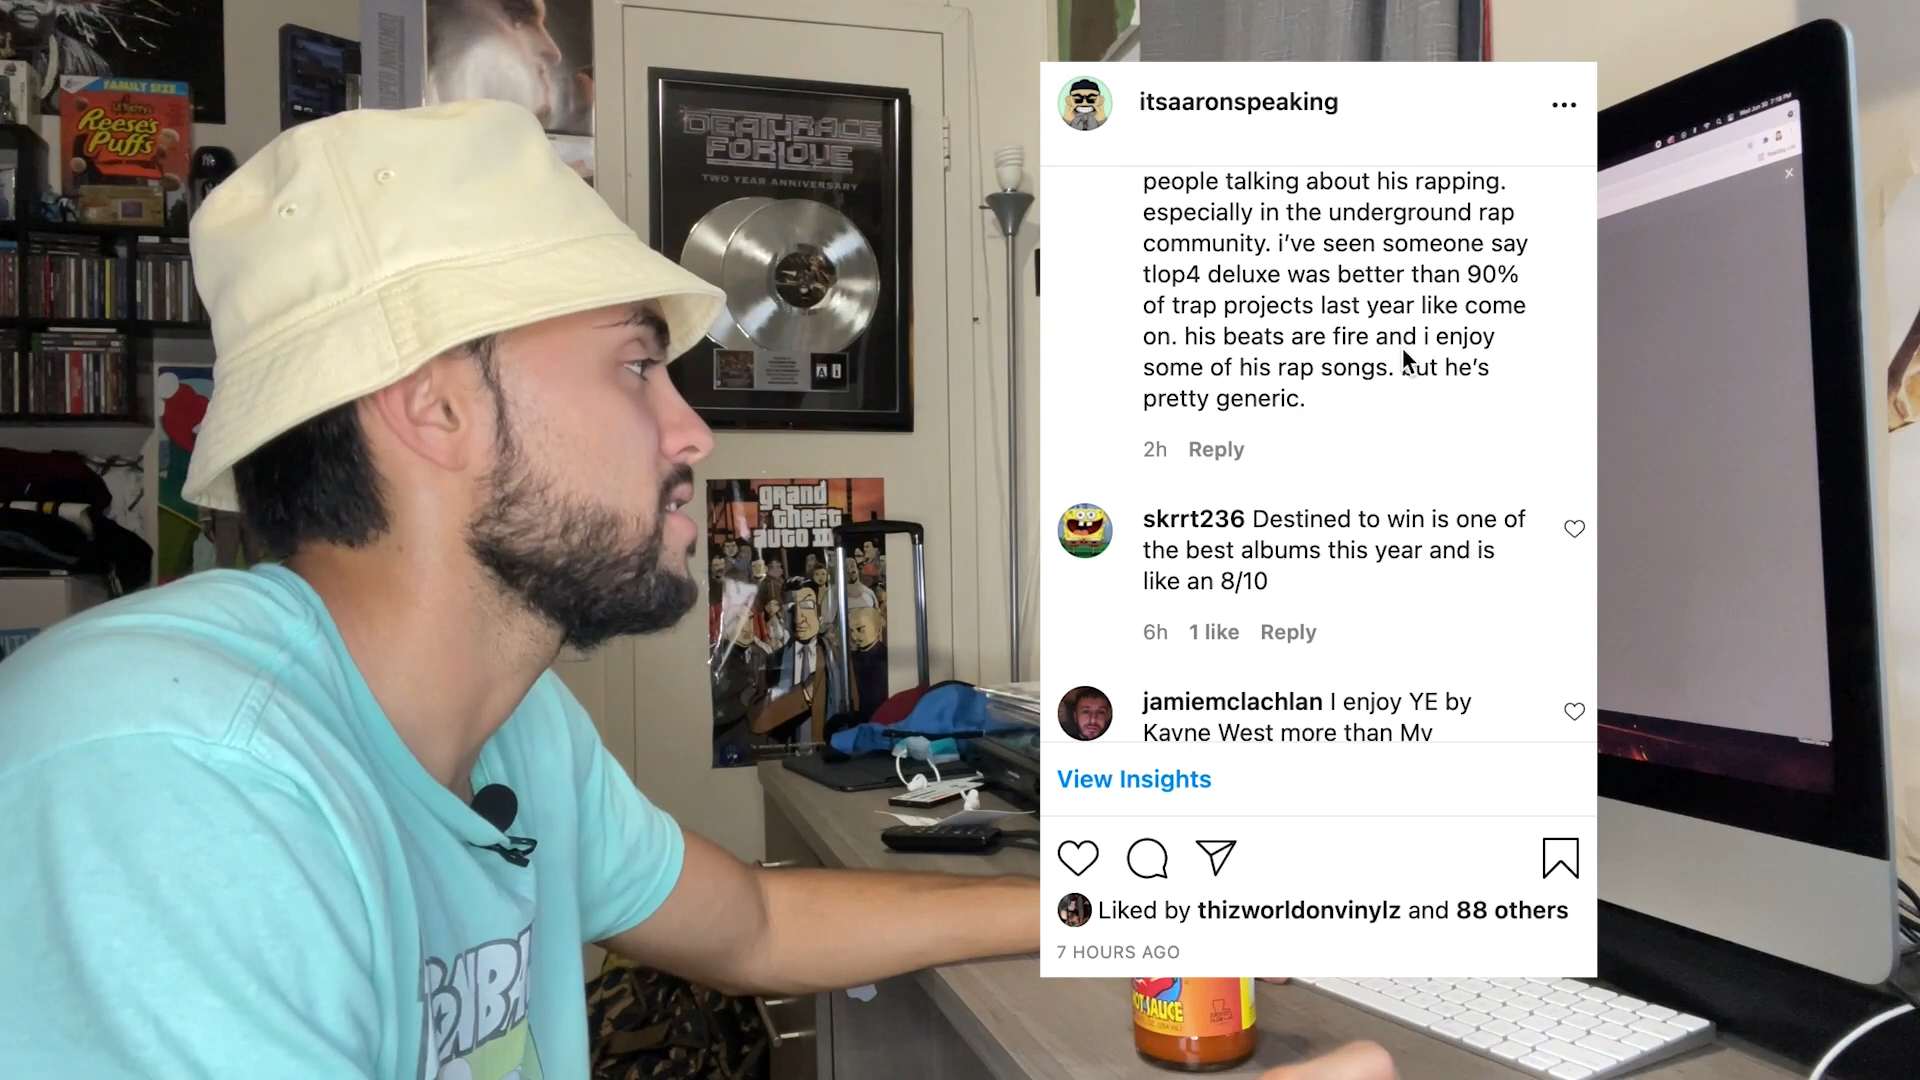 FAMILY SIZE
Reese's
Puffs
DEATHRACE
FORLOVE
TWO YEAR ANNIVERSARY
grand
theft
auto III
itsaaronspeaking
people talking about his rapping.
especially in the underground rap
community. i've seen someone say
tlop4 deluxe was better than 90%
of trap projects last year like come
on. his beats are fire and i enjoy
some of his rap songs. but he's
pretty generic.
2h Reply
skrrt236 Destined to win is one of
the best albums this year and is
like an 8/10
6h 1 like Reply
jamiemclachlan I enjoy YE by
Kanye West more than My
View Insights
Liked by thizworldonvinylz and 88 others
7 HOURS AGO
HOT SAUCE